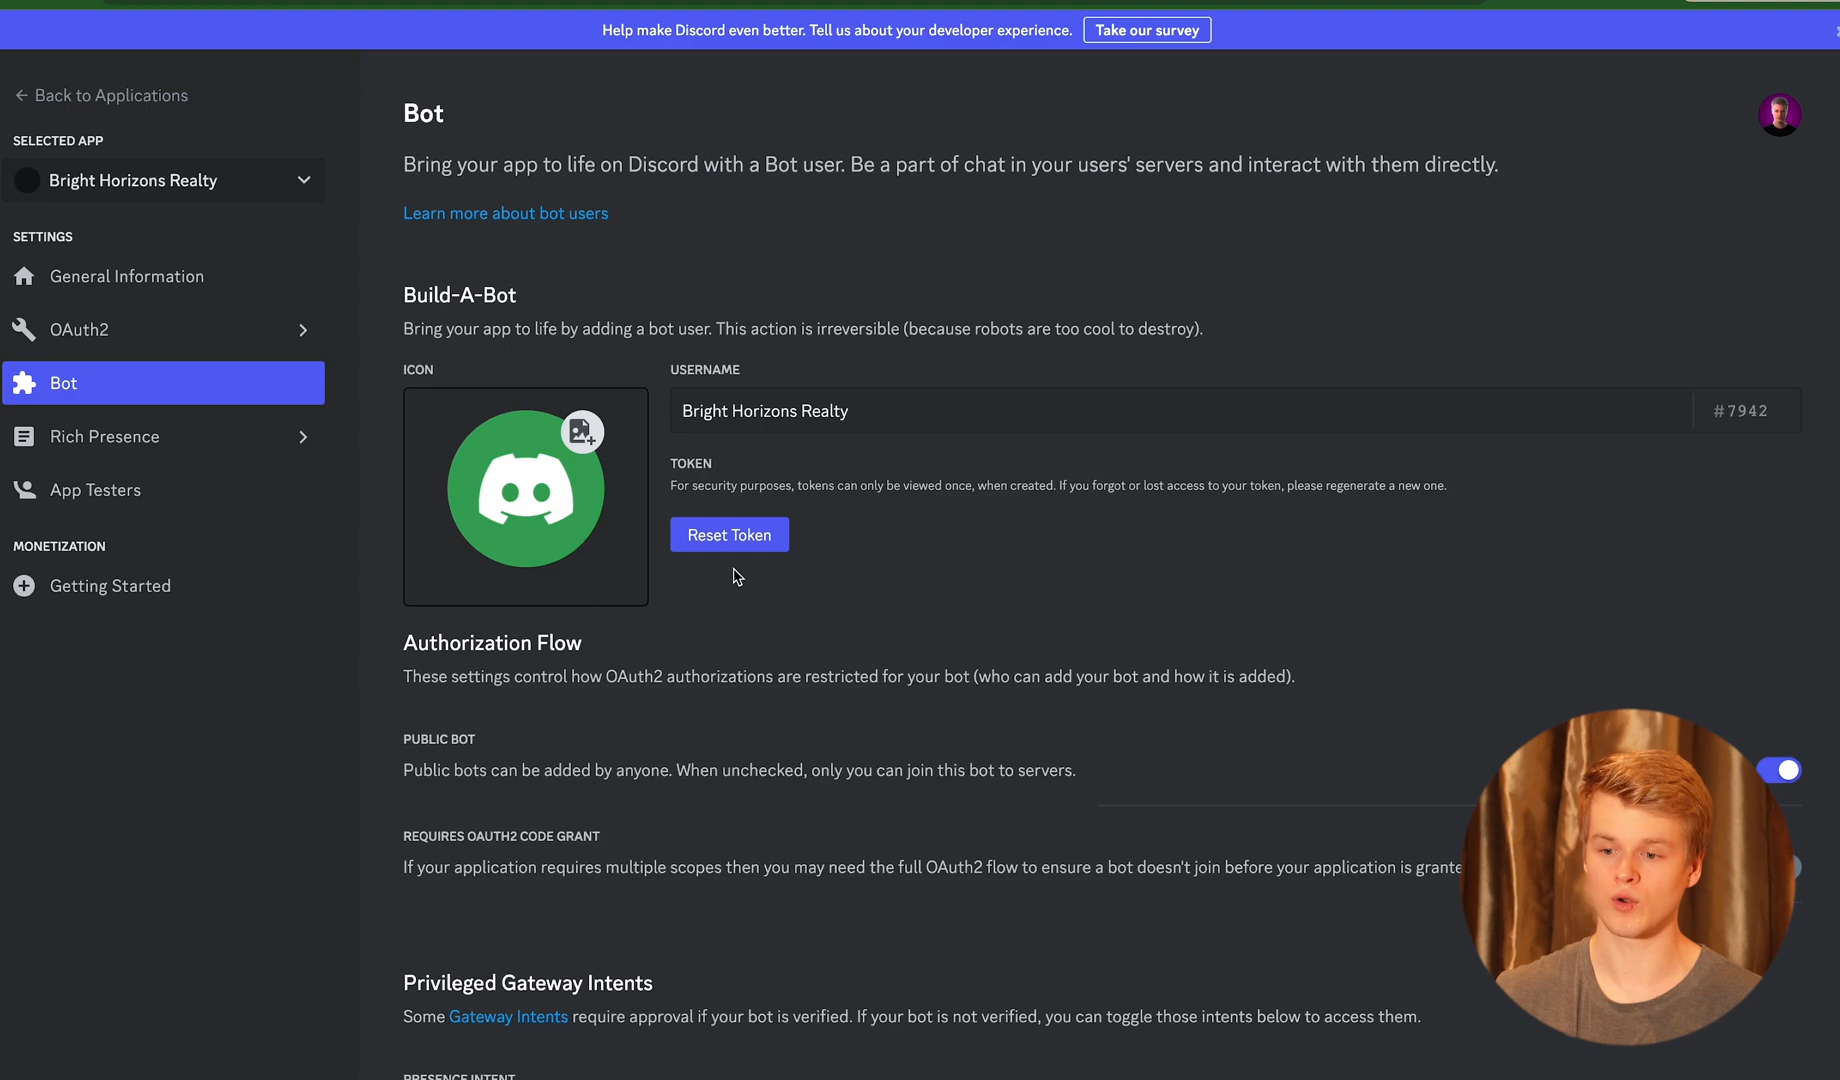 Help make Discord even better. Tell us about your developer experience. Take our survey
← Back to Applications
SELECTED APP
Bright Horizons Realty
SETTINGS
General Information
OAuth2
Bot
Rich Presence
App Testers
MONETIZATION
Getting Started
Bot
Bring your app to life on Discord with a Bot user. Be a part of chat in your users' servers and interact with them directly.
Learn more about bot users
Build-A-Bot
Bring your app to life by adding a bot user. This action is irreversible (because robots are too cool to destroy).
ICON
USERNAME
Bright Horizons Realty #7942
TOKEN
For security purposes, tokens can only be viewed once, when created. If you forgot or lost access to your token, please regenerate a new one.
Reset Token
Authorization Flow
These settings control how OAuth2 authorizations are restricted for your bot (who can add your bot and how it is added).
PUBLIC BOT
Public bots can be added by anyone. When unchecked, only you can join this bot to servers.
REQUIRES OAUTH2 CODE GRANT
If your application requires multiple scopes then you may need the full OAuth2 flow to ensure a bot doesn't join before your application is grante
Privileged Gateway Intents
Some Gateway Intents require approval if your bot is verified. If your bot is not verified, you can toggle those intents below to access them.
PRESENCE INTENT